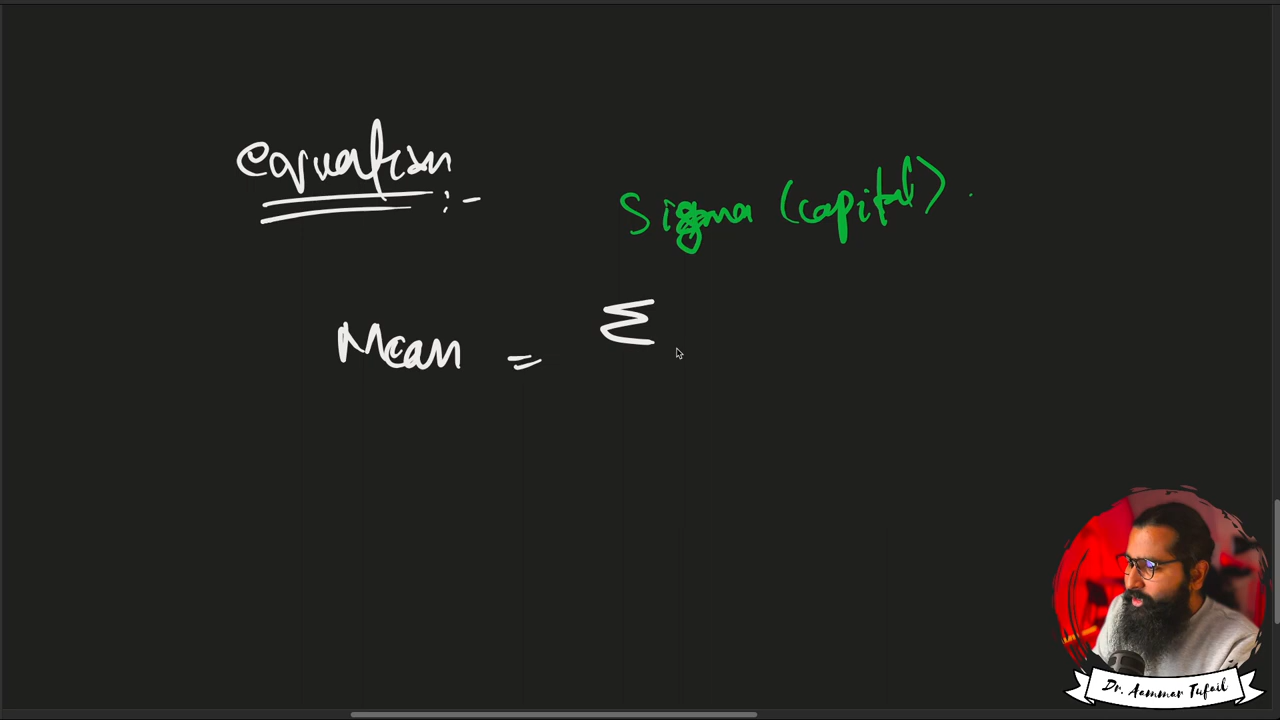 equation :-
Sigma (capital).
Mean = Σ
Dr. Aammar Tufail